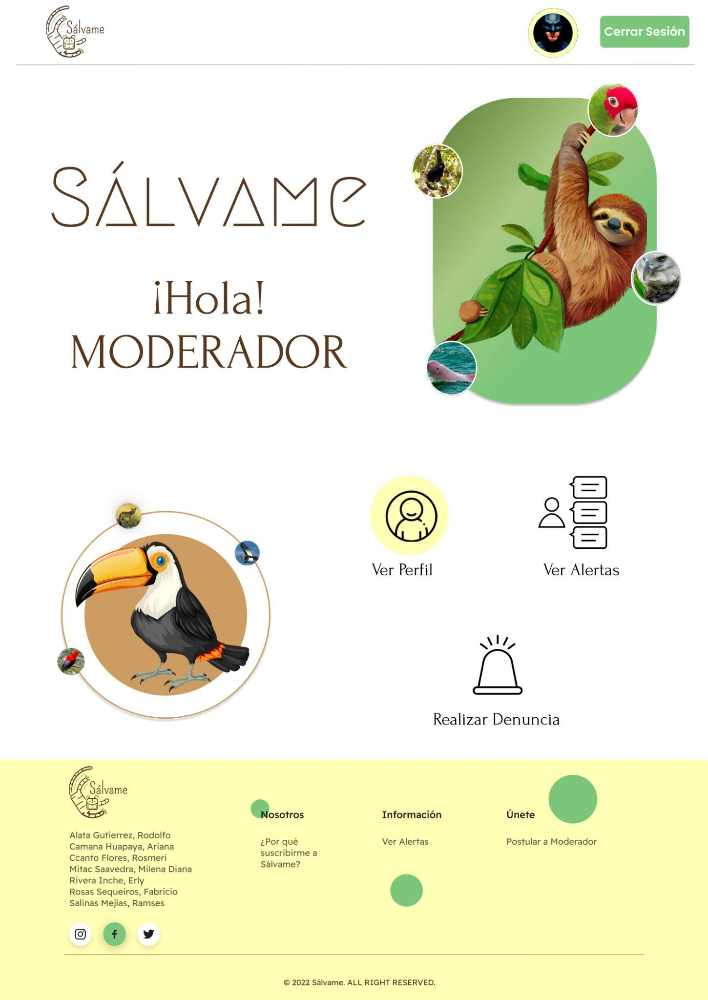 Sálvame
Cerrar Sesión
SÁLVAME
¡Hola!
MODERADOR
Ver Perfil
Ver Alertas
Realizar Denuncia
Sálvame
Alata Gutierrez, Rodolfo
Camana Huapaya, Ariana
Ccanto Flores, Rosmeri
Mitac Saavedra, Milena Diana
Rivera Inche, Erly
Rosas Sequeiros, Fabricio
Salinas Mejías, Ramses
Nosotros
¿Por qué
suscribirme a
Sálvame?
Información
Ver Alertas
Únete
Postular a Moderador
© 2022 Sálvame. ALL RIGHT RESERVED.